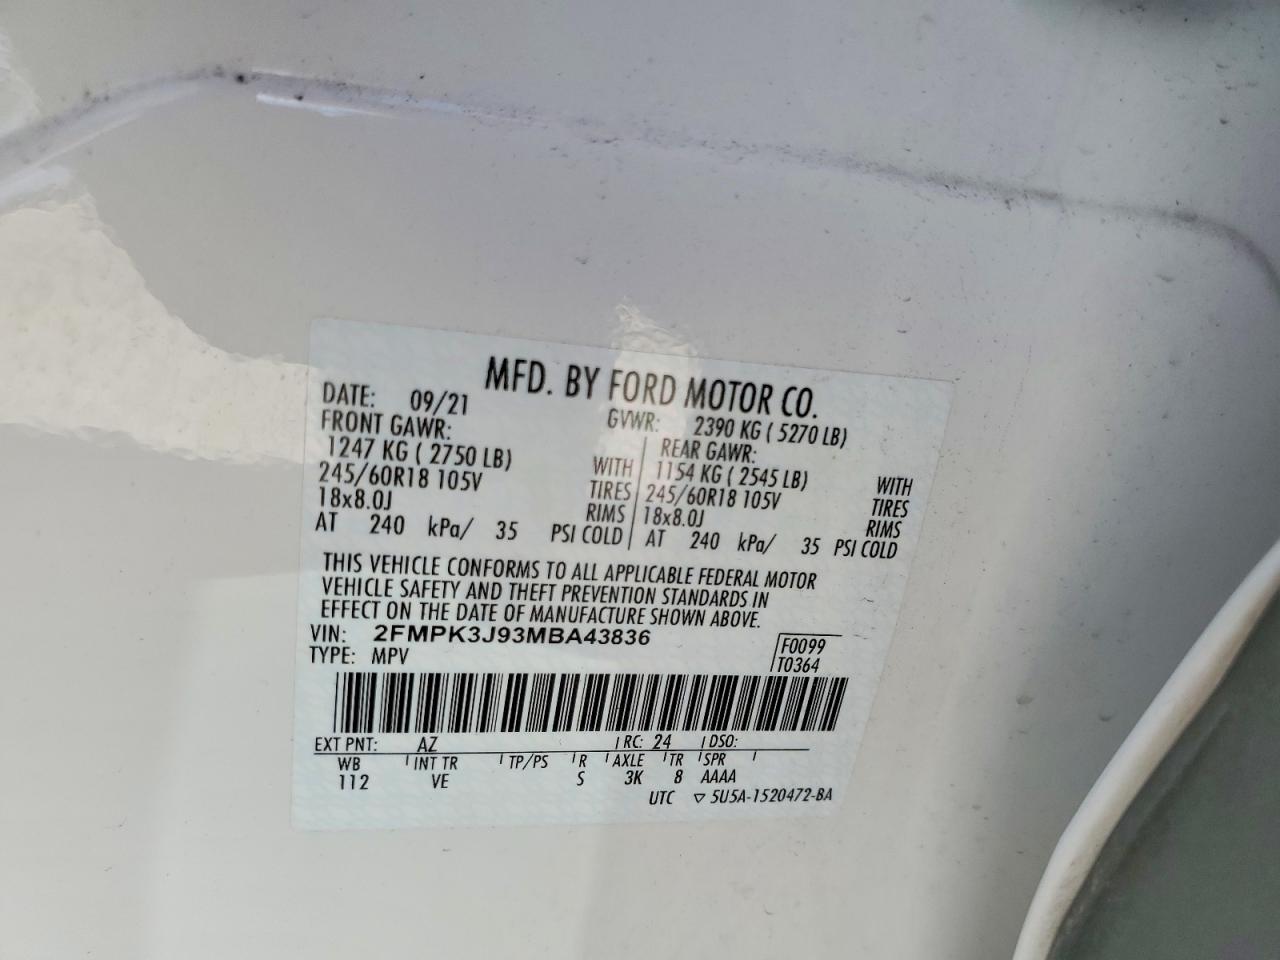 MFD. BY FORD MOTOR CO.
DATE: 09/21 GVWR: 2390 KG ( 5270 LB)
FRONT GAWR: REAR GAWR:
1247 KG ( 2750 LB) WITH 1154 KG ( 2545 LB) WITH
245/60R18 105V TIRES 245/60R18 105V TIRES
18x8.0J RIMS 18x8.0J RIMS
AT 240 kPa/ 35 PSI COLD AT 240 kPa/ 35 PSI COLD
THIS VEHICLE CONFORMS TO ALL APPLICABLE FEDERAL MOTOR
VEHICLE SAFETY AND THEFT PREVENTION STANDARDS IN
EFFECT ON THE DATE OF MANUFACTURE SHOWN ABOVE.
VIN: 2FMPK3J93MBA43836 F0099
TYPE: MPV T0364
EXT PNT: AZ RC: 24 DSO:
WB INT TR TP/PS R AXLE TR SPR
112 VE S 3K 8 AAAA
UTC ▽ 5U5A-1520472-BA